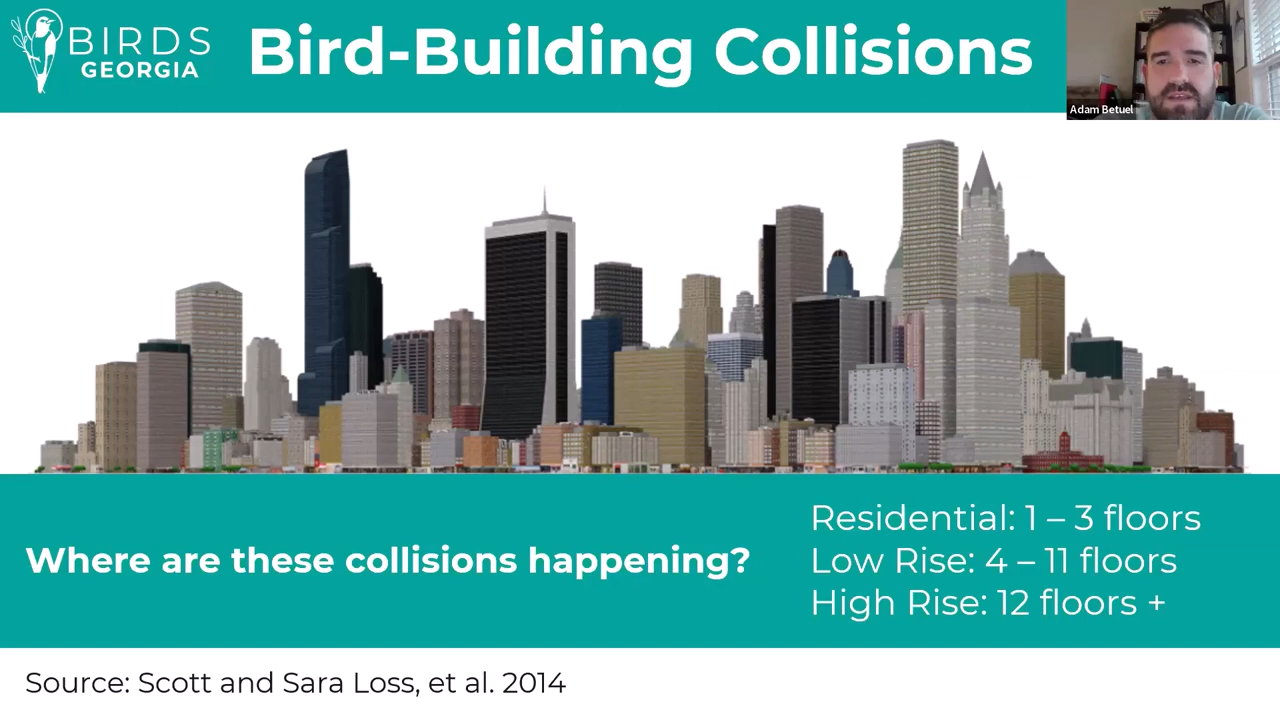 BIRDS
GEORGIA
Bird-Building Collisions
Adam Betuel
Where are these collisions happening?
Residential: 1 – 3 floors
Low Rise: 4 – 11 floors
High Rise: 12 floors +
Source: Scott and Sara Loss, et al. 2014